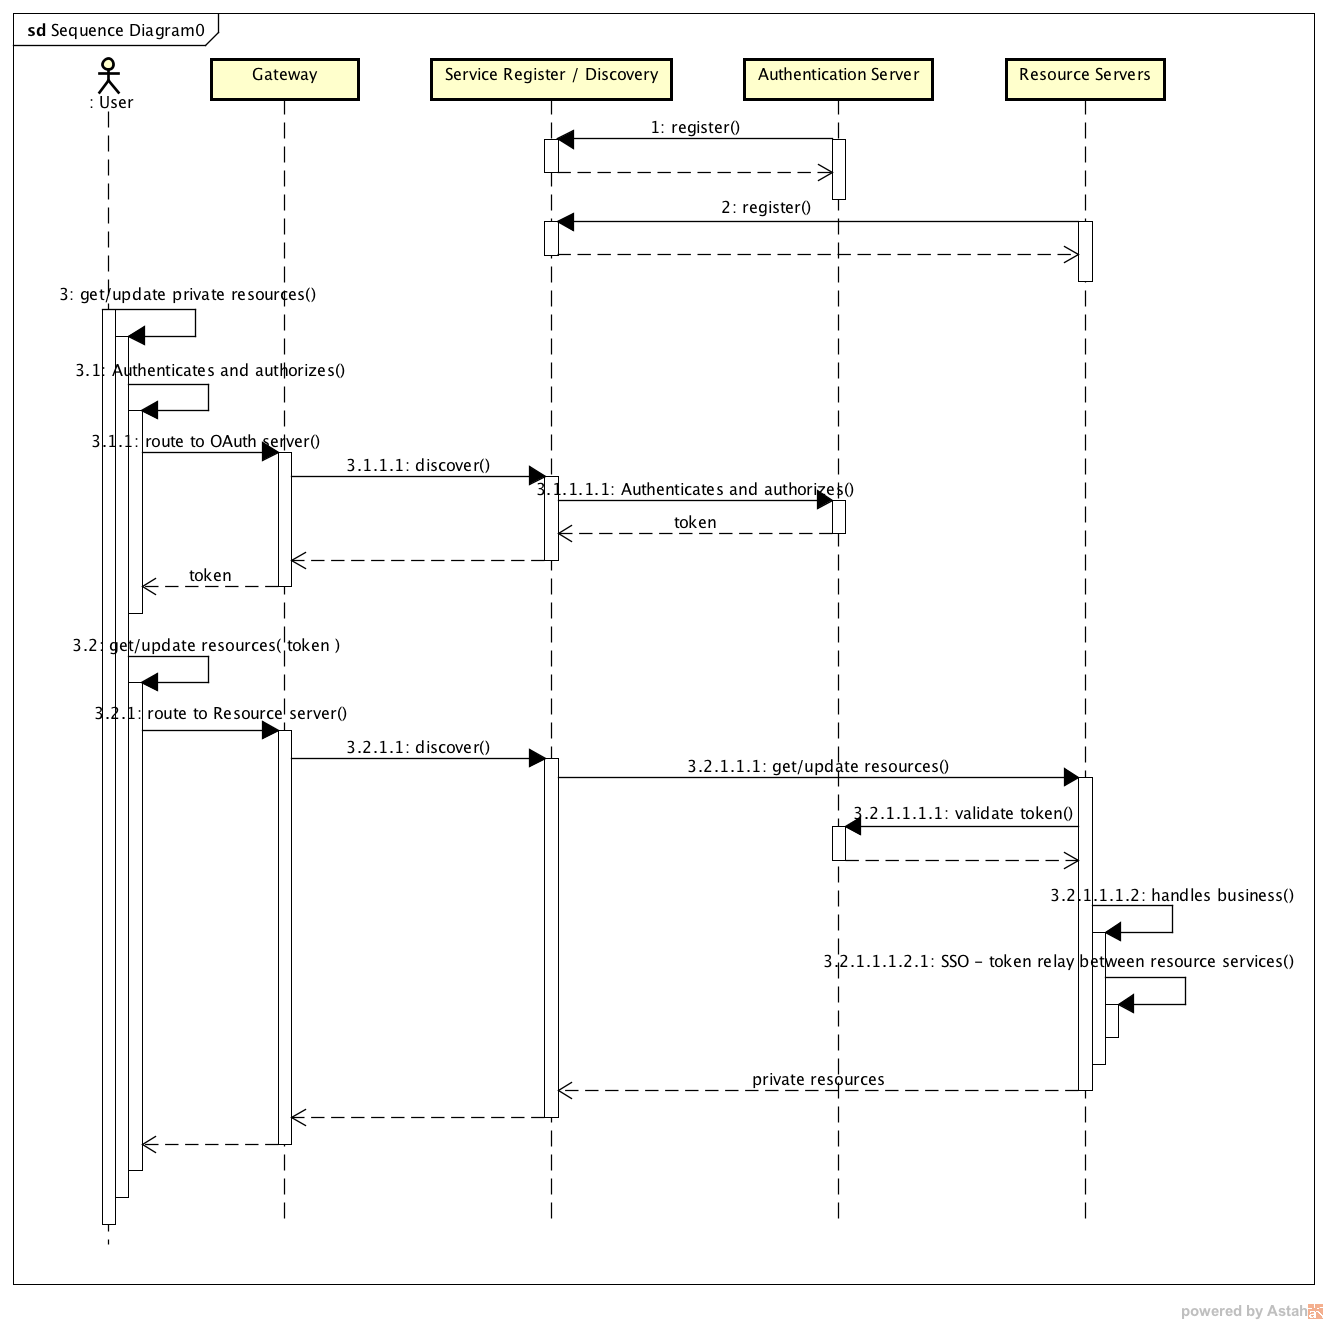 sd Sequence Diagram0
: User
Gateway
Service Register / Discovery
Authentication Server
Resource Servers
1: register()
2: register()
3: get/update private resources()
3.1: Authenticates and authorizes()
3.1.1: route to OAuth server()
3.1.1.1: discover()
3.1.1.1.1: Authenticates and authorizes()
token
token
3.2: get/update resources( token )
3.2.1: route to Resource server()
3.2.1.1: discover()
3.2.1.1.1: get/update resources()
3.2.1.1.1.1: validate token()
3.2.1.1.1.2: handles business()
3.2.1.1.1.2.1: SSO - token relay between resource services()
private resources
powered by Astah